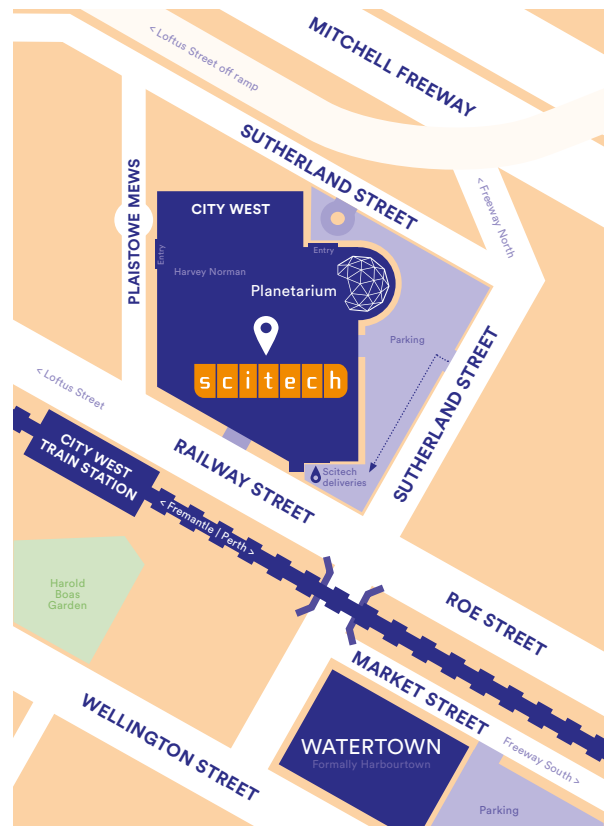 < Loftus Street off ramp
MITCHELL FREEWAY
SUTHERLAND STREET
< Freeway North
PLAISTOWE MEWS
CITY WEST
Entry
Entry
Harvey Norman
Planetarium
Parking
scitech
< Loftus Street
SUTHERLAND STREET
RAILWAY STREET
Scitech
deliveries
CITY WEST
TRAIN STATION
< Fremantle | Perth >
Harold
Boas
Garden
ROE STREET
MARKET STREET
WELLINGTON STREET
WATERTOWN
Formally Harbourtown
Freeway South >
Parking